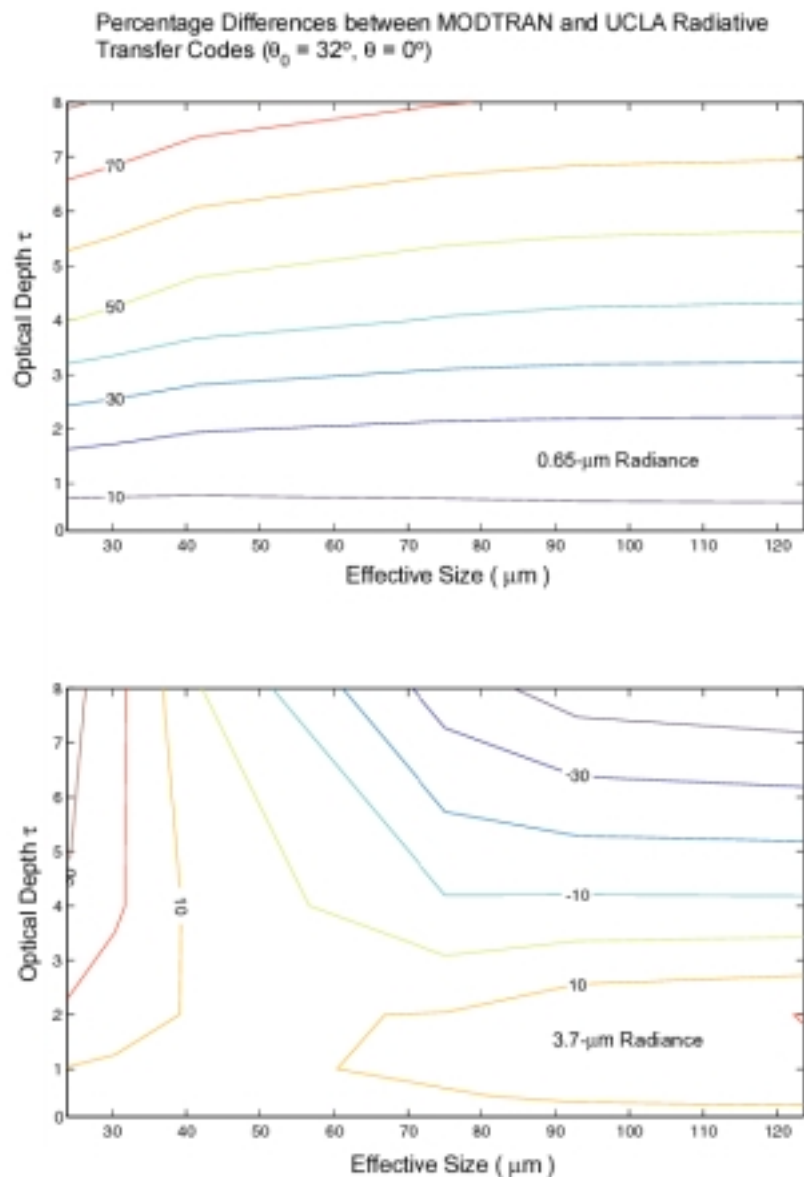 Percentage Differences between MODTRAN and UCLA Radiative
Transfer Codes (θ₀ = 32º, θ = 0º)
8
7
6
5
4
3
2
1
0
Optical Depth τ
70
50
30
10
0.65-μm Radiance
30 40 50 60 70 80 90 100 110 120
Effective Size ( μm )
8
7
6
5
4
3
2
1
0
Optical Depth τ
10
-30
-10
10
3.7-μm Radiance
30 40 50 60 70 80 90 100 110 120
Effective Size ( μm )